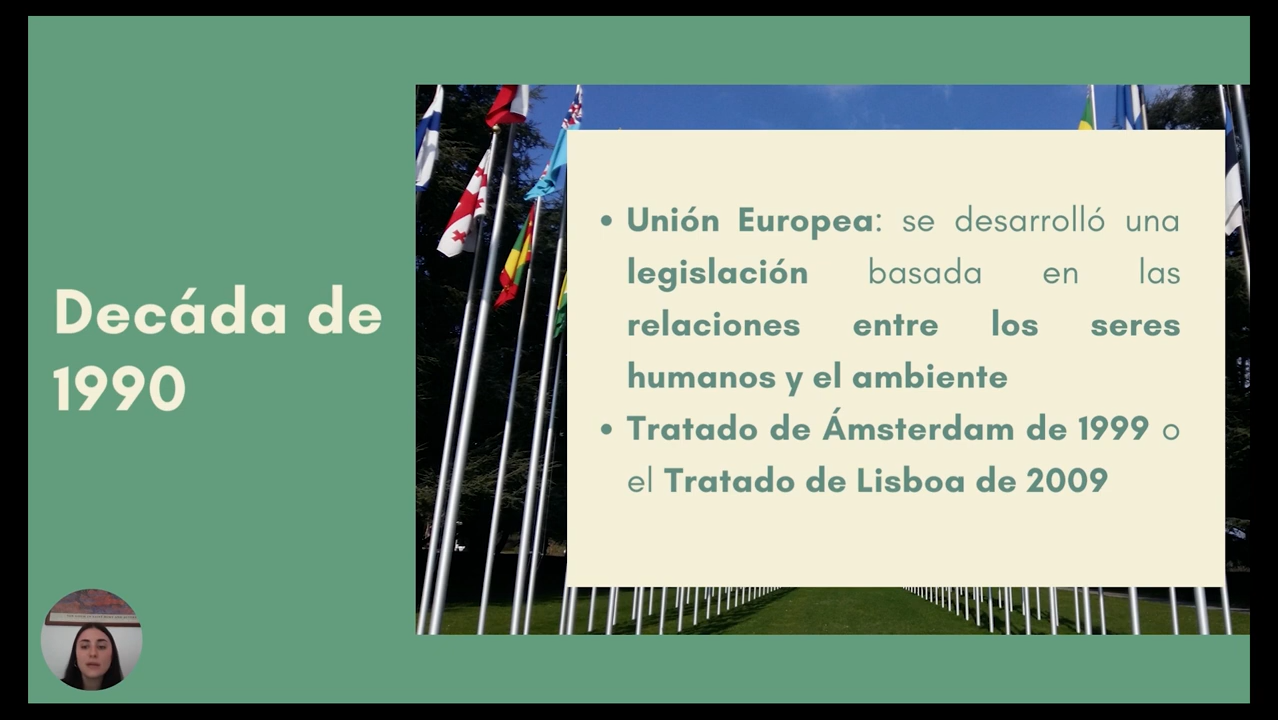 Decáda de
1990
• Unión Europea: se desarrolló una
legislación basada en las
relaciones entre los seres
humanos y el ambiente
• Tratado de Ámsterdam de 1999 o
el Tratado de Lisboa de 2009